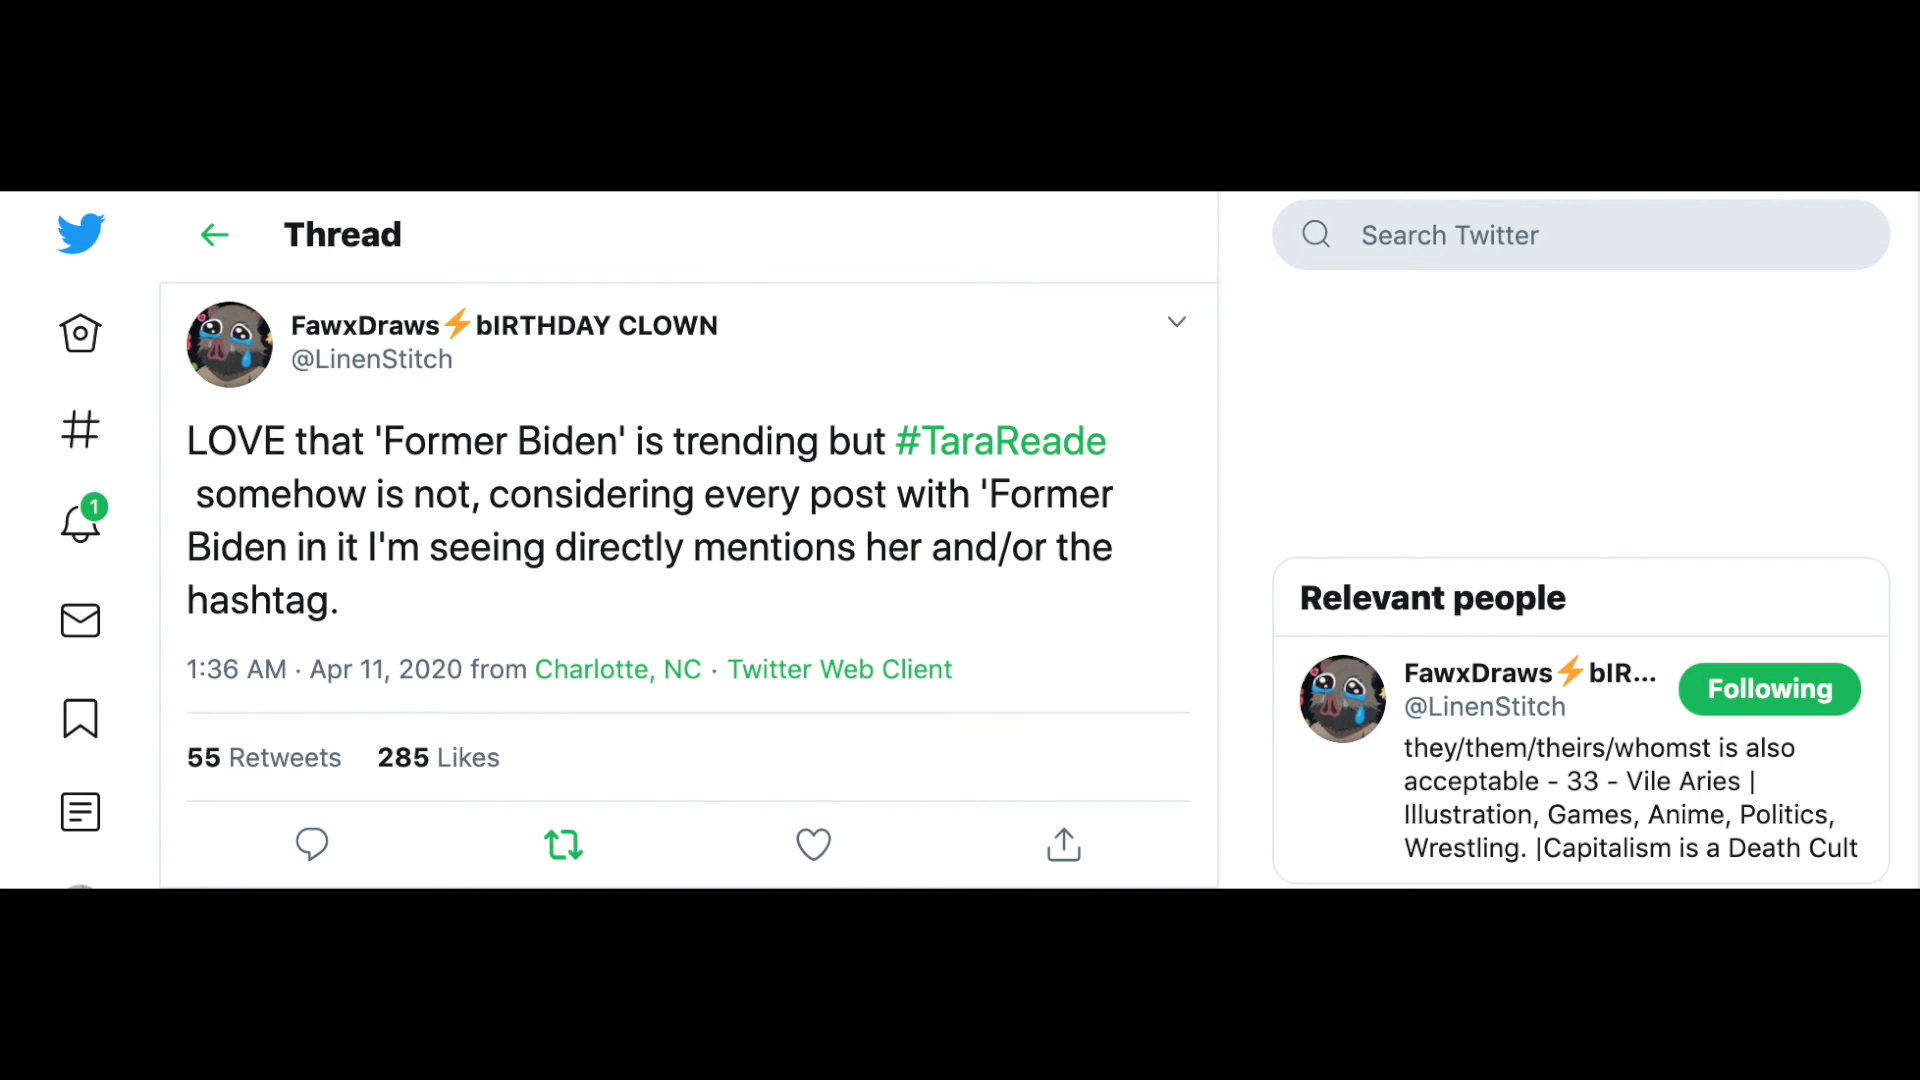 Thread
Search Twitter
FawxDraws⚡bIRTHDAY CLOWN
@LinenStitch
LOVE that 'Former Biden' is trending but #TaraReade
somehow is not, considering every post with 'Former
Biden in it I'm seeing directly mentions her and/or the
hashtag.
1:36 AM · Apr 11, 2020 from Charlotte, NC · Twitter Web Client
55 Retweets 285 Likes
1
Relevant people
FawxDraws⚡bIR...
@LinenStitch
Following
they/them/theirs/whomst is also
acceptable - 33 - Vile Aries |
Illustration, Games, Anime, Politics,
Wrestling. |Capitalism is a Death Cult